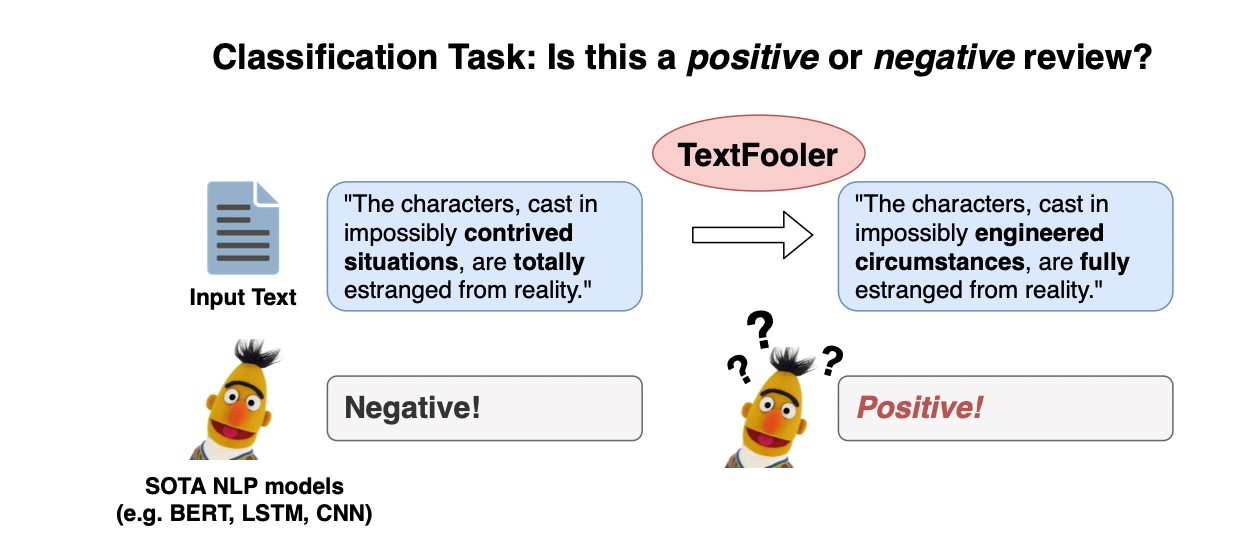 Classification Task: Is this a positive or negative review?
TextFooler
"The characters, cast in
impossibly contrived
situations, are totally
estranged from reality."
"The characters, cast in
impossibly engineered
circumstances, are fully
estranged from reality."
Input Text
?
?
?
Negative!
Positive!
SOTA NLP models
(e.g. BERT, LSTM, CNN)